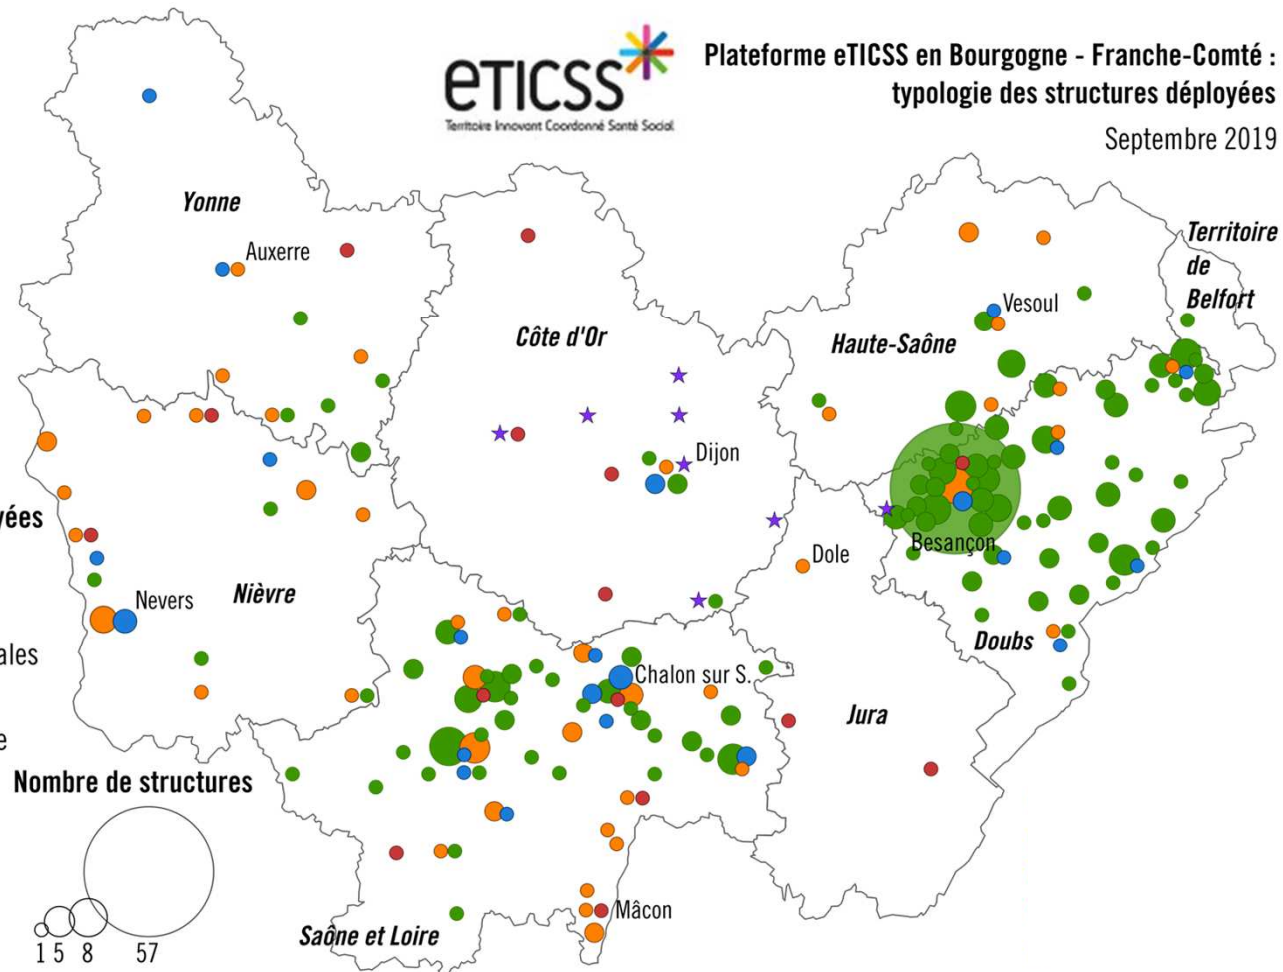 eTICSS
Territoire Innovant Coordonné Santé Social
Plateforme eTICSS en Bourgogne - Franche-Comté :
typologie des structures déployées
Septembre 2019
Yonne
Auxerre
Côte d'Or
Dijon
Haute-Saône
Vesoul
Territoire
de
Belfort
Besançon
Dole
Doubs
Nièvre
Nevers
Chalon sur S.
Jura
Saône et Loire
Mâcon
yées
ales
e
Nombre de structures
1 5 8 57